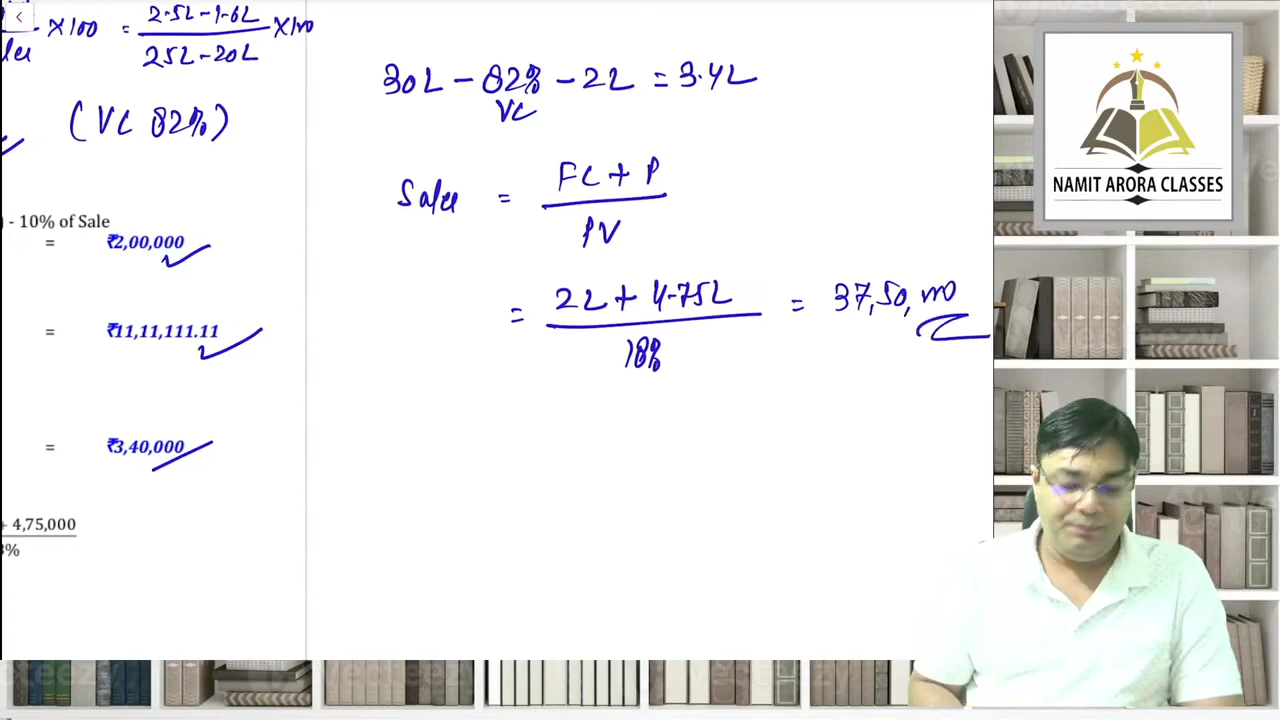 × 100 = 2.5L - 1.6L / 25L - 20L × 100
(VC 82%)
- 10% of Sale
= ₹2,00,000
= ₹11,11,111.11
= ₹3,40,000
+ 4,75,000
30L - 82% - 2L = 3.4L
VC
Sales = FC + P / PV
= 2L + 4.75L / 18% = 37,50,000
NAMIT ARORA CLASSES